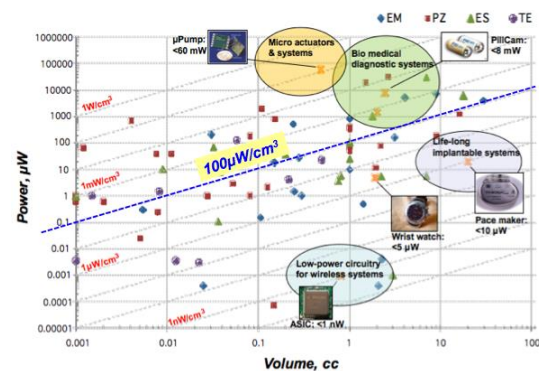 EM PZ ES TE
µPump:
<60 mW
Micro actuators
& systems
Bio medical
diagnostic systems
PillCam:
<8 mW
1000000
100000
10000
1000
100
10
1
0.1
0.01
0.001
0.0001
0.00001
Power, µW
1W/cm³
1mW/cm³
1µW/cm³
1nW/cm³
100µW/cm³
Life-long
implantable systems
Pace maker:
<10 µW
Wrist watch:
<5 µW
Low-power circuitry
for wireless systems
ASIC: <1 nW
0.001 0.01 0.1 1 10 100
Volume, cc